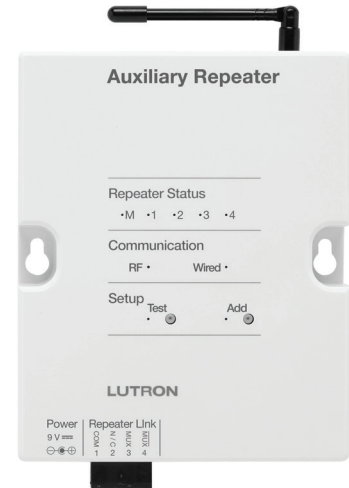 Auxiliary Repeater
Repeater Status
•M •1 •2 •3 •4
Communication
RF • Wired •
Setup
Test Add
LUTRON
Power Repeater LInk
9 V ⎓
COM N/C MUX MUX
1 2 3 4